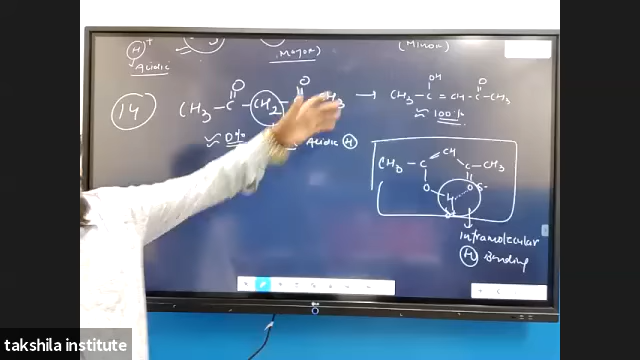 H+
Acidic
Major)
(Minor)
14
CH3 - C - CH2 - C - CH3 → CH3 - C = CH - C - CH3
O O OH O
≈ 0% Acidic H ≈ 100%
CH3 - C = CH C - CH3
O H O δ-
Intramolecular
H Bonding
takshila institute